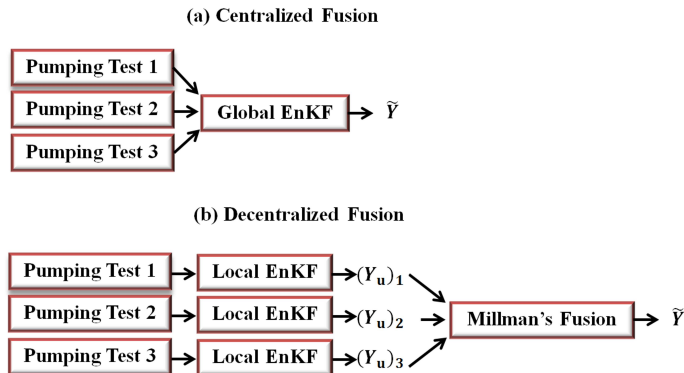 (a) Centralized Fusion
Pumping Test 1
Pumping Test 2
Pumping Test 3
Global EnKF
Ỹ
(b) Decentralized Fusion
Pumping Test 1
Local EnKF
(Yᵤ)₁
Pumping Test 2
Local EnKF
(Yᵤ)₂
Pumping Test 3
Local EnKF
(Yᵤ)₃
Millman's Fusion
Ỹ